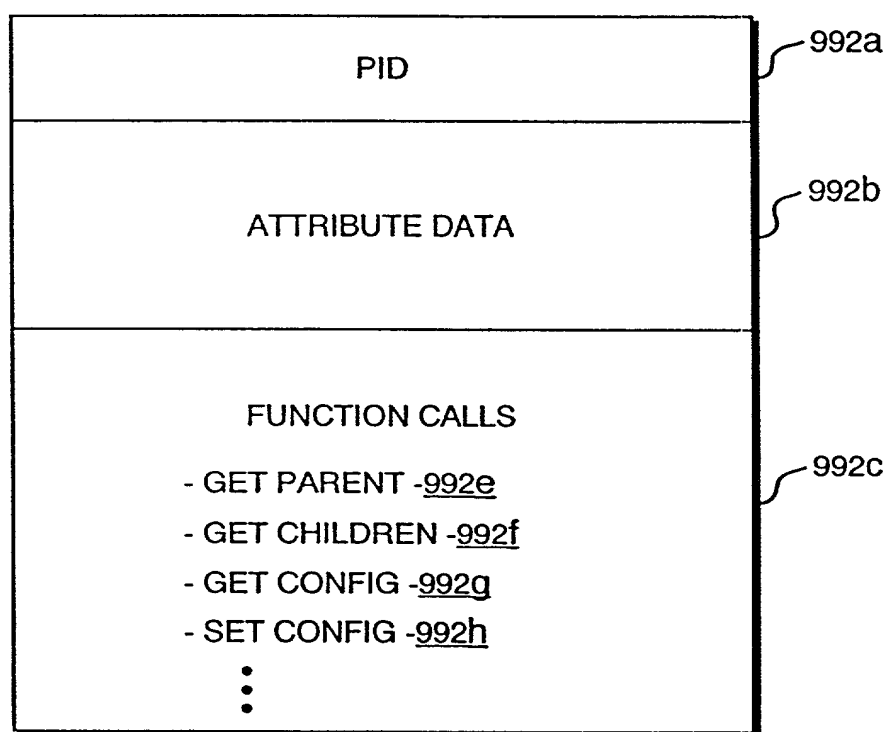 PID
992a
ATTRIBUTE DATA
992b
FUNCTION CALLS
- GET PARENT -992e
- GET CHILDREN -992f
- GET CONFIG -992g
- SET CONFIG -992h
992c